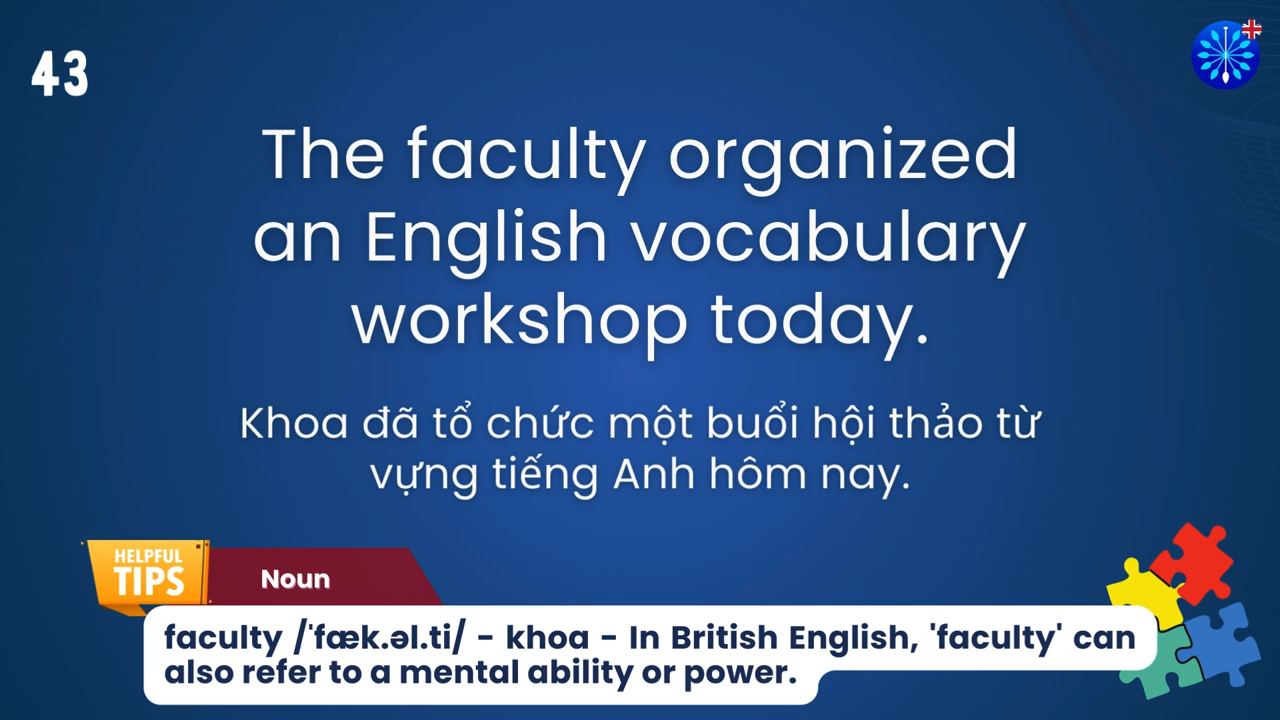 43
The faculty organized
an English vocabulary
workshop today.
Khoa đã tổ chức một buổi hội thảo từ
vựng tiếng Anh hôm nay.
HELPFUL
TIPS
Noun
faculty /'fæk.əl.ti/ - khoa - In British English, 'faculty' can
also refer to a mental ability or power.